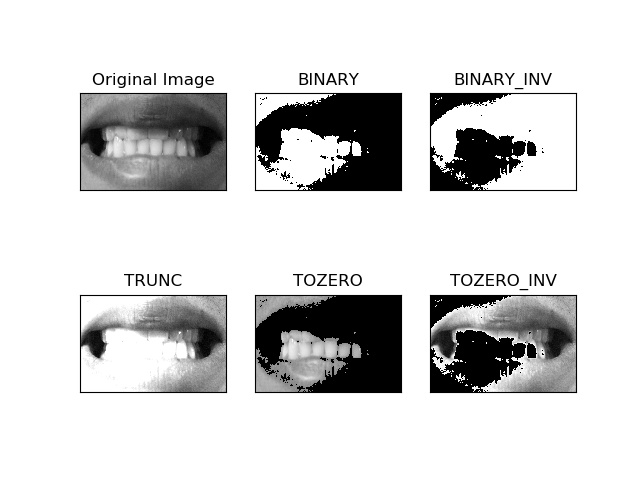 Original Image
BINARY
BINARY_INV
TRUNC
TOZERO
TOZERO_INV